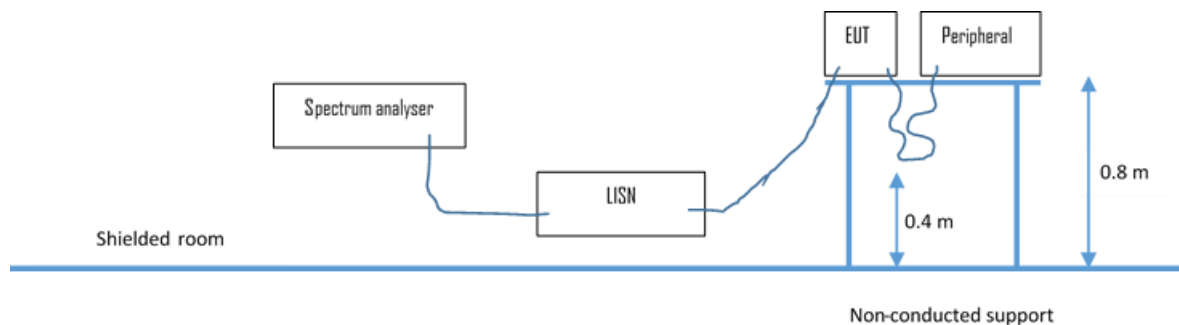 EUT
Peripheral
Spectrum analyser
LISN
0.8 m
0.4 m
Shielded room
Non-conducted support